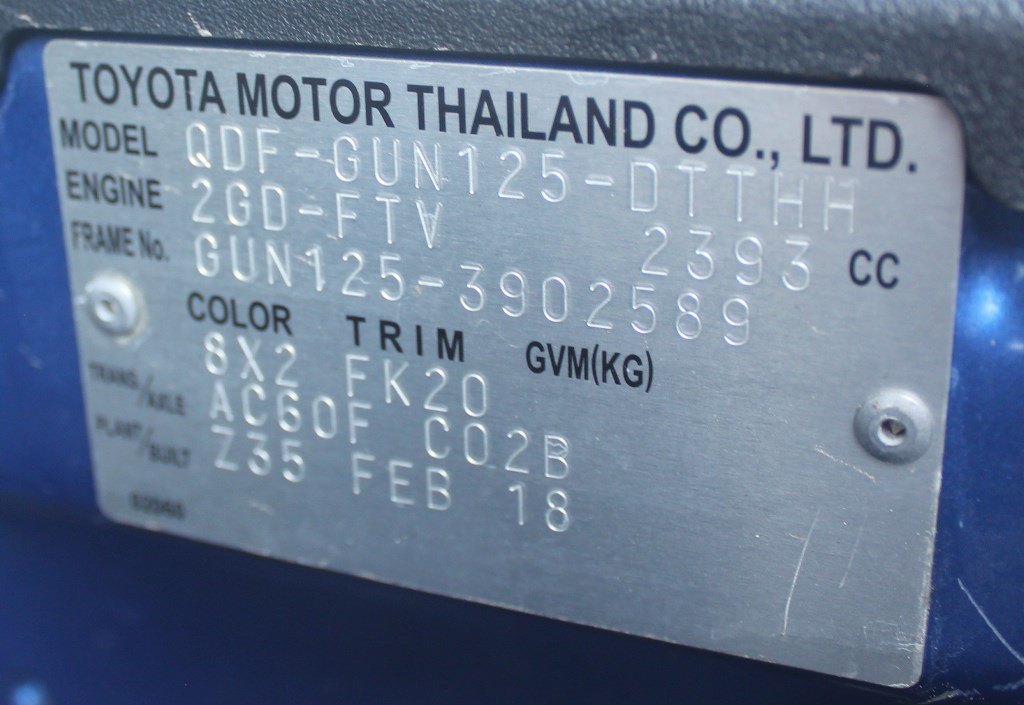 TOYOTA MOTOR THAILAND CO., LTD.
MODEL QDF-GUN125-DTTHH
ENGINE 2GD-FTV 2393 CC
FRAME No. GUN125-3902589
COLOR TRIM GVM(KG)
8X2 FK20
TRANS/AXLE AC60F C02B
PLANT/BUILT Z35 FEB 18